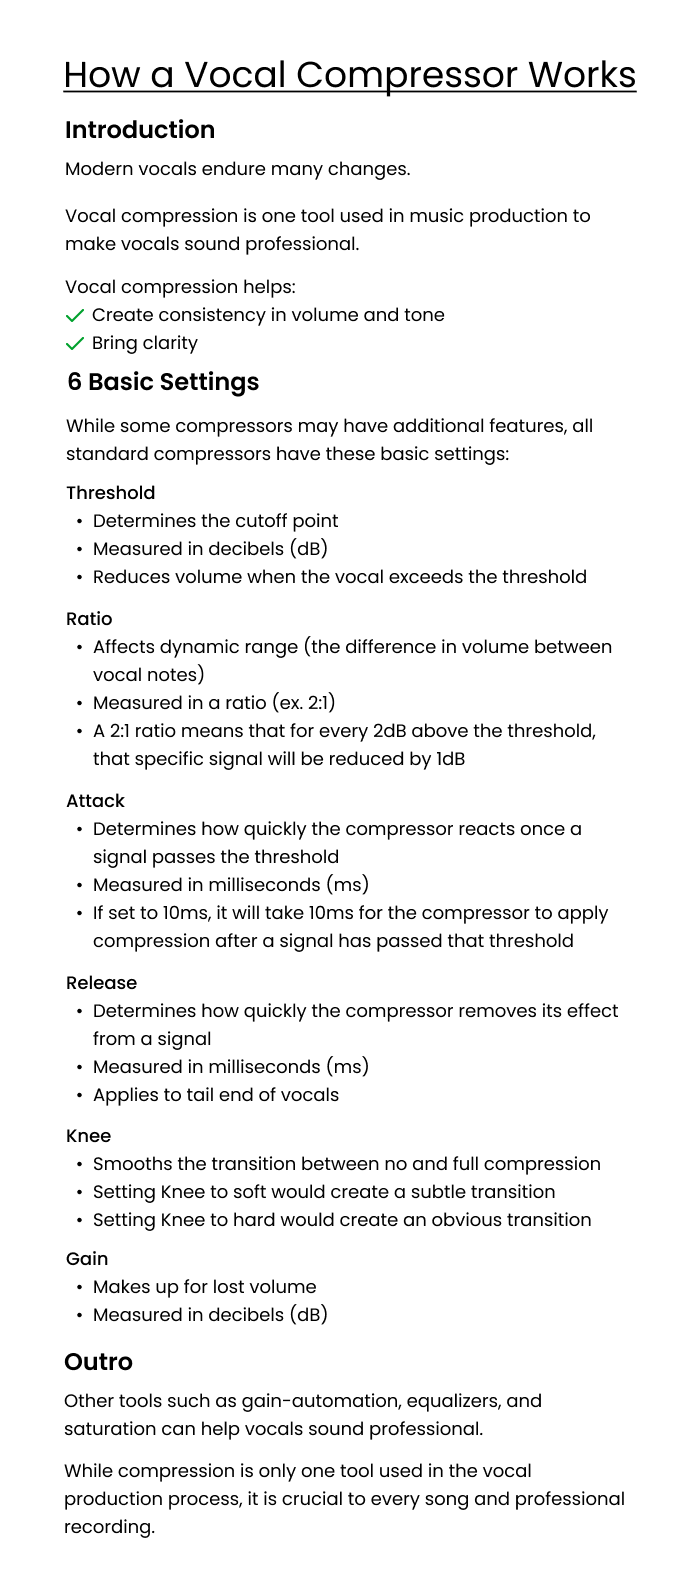 How a Vocal Compressor Works
Introduction
Modern vocals endure many changes.
Vocal compression is one tool used in music production to
make vocals sound professional.
Vocal compression helps:
✓ Create consistency in volume and tone
✓ Bring clarity
6 Basic Settings
While some compressors may have additional features, all
standard compressors have these basic settings:
Threshold
• Determines the cutoff point
• Measured in decibels (dB)
• Reduces volume when the vocal exceeds the threshold
Ratio
• Affects dynamic range (the difference in volume between
vocal notes)
• Measured in a ratio (ex. 2:1)
• A 2:1 ratio means that for every 2dB above the threshold,
that specific signal will be reduced by 1dB
Attack
• Determines how quickly the compressor reacts once a
signal passes the threshold
• Measured in milliseconds (ms)
• If set to 10ms, it will take 10ms for the compressor to apply
compression after a signal has passed that threshold
Release
• Determines how quickly the compressor removes its effect
from a signal
• Measured in milliseconds (ms)
• Applies to tail end of vocals
Knee
• Smooths the transition between no and full compression
• Setting Knee to soft would create a subtle transition
• Setting Knee to hard would create an obvious transition
Gain
• Makes up for lost volume
• Measured in decibels (dB)
Outro
Other tools such as gain-automation, equalizers, and
saturation can help vocals sound professional.
While compression is only one tool used in the vocal
production process, it is crucial to every song and professional
recording.